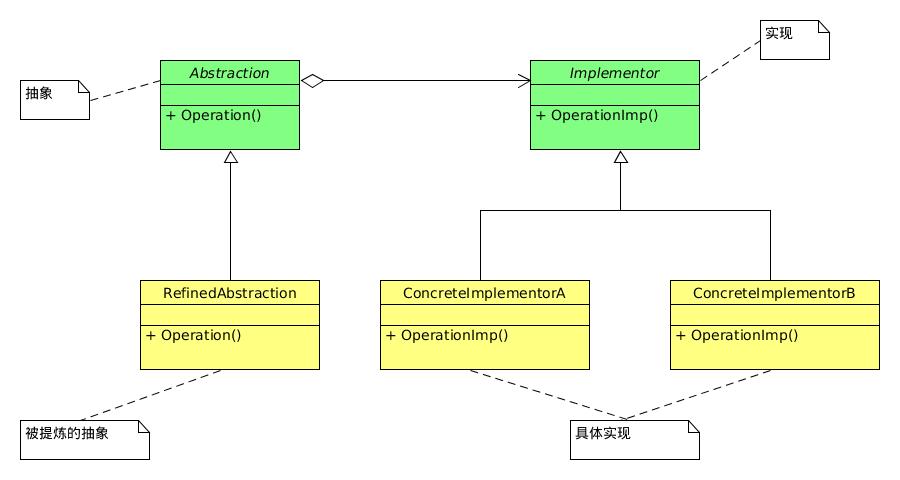 实现
Abstraction
Implementor
抽象
+ Operation()
+ OperationImp()
RefinedAbstraction
ConcreteImplementorA
ConcreteImplementorB
+ Operation()
+ OperationImp()
+ OperationImp()
被提炼的抽象
具体实现